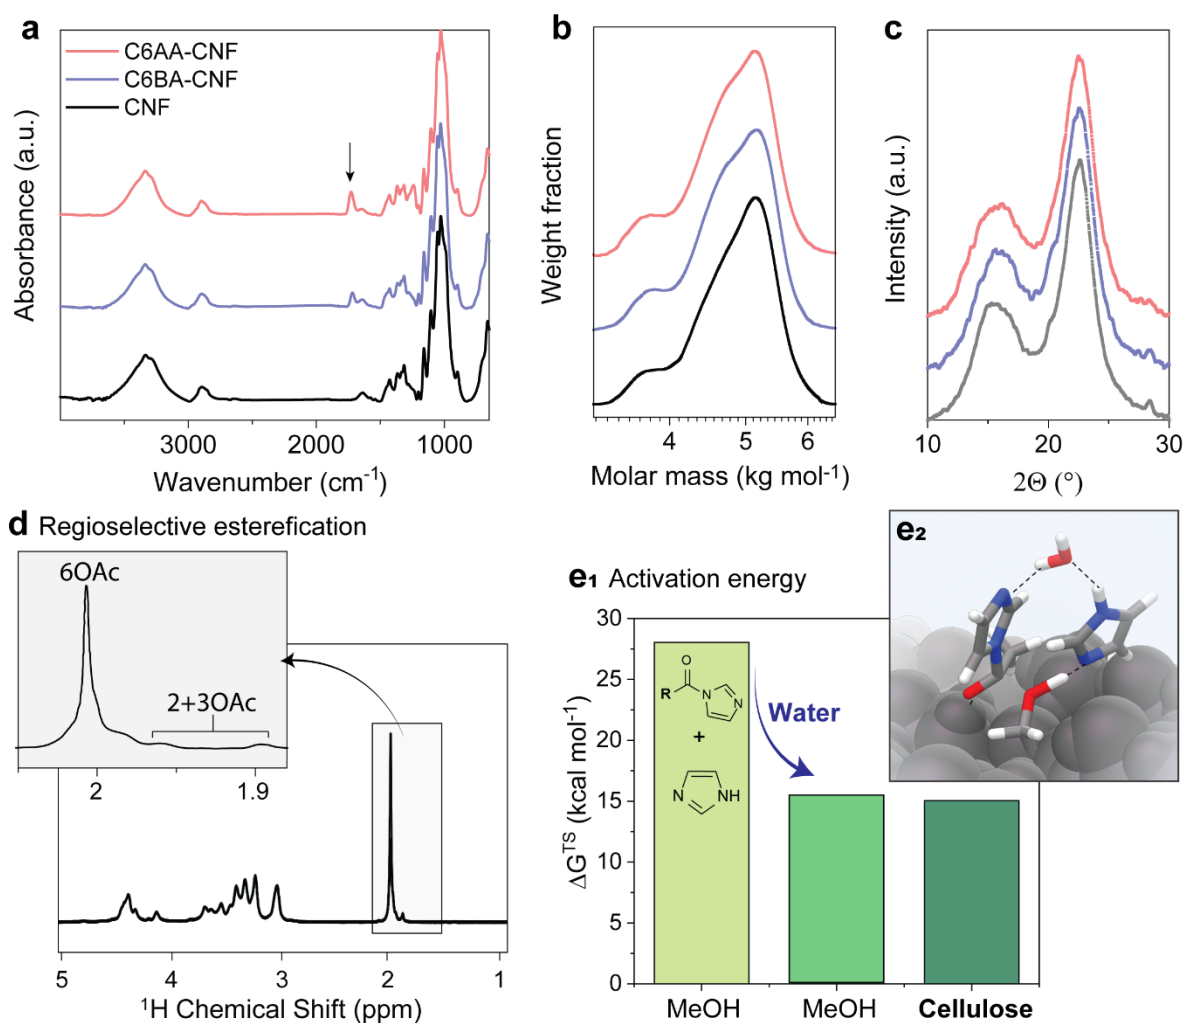 a
C6AA-CNF
C6BA-CNF
CNF
Absorbance (a.u.)
3000 2000 1000
Wavenumber (cm⁻¹)
b
Weight fraction
4 5 6
Molar mass (kg mol⁻¹)
c
Intensity (a.u.)
10 20 30
2Θ (°)
d Regioselective esterefication
6OAc
2+3OAc
2 1.9
5 4 3 2 1
¹H Chemical Shift (ppm)
e₁ Activation energy
ΔG^TS (kcal mol⁻¹)
30
25
20
15
10
5
0
O
R N N
+
N NH
Water
MeOH MeOH Cellulose
e₂